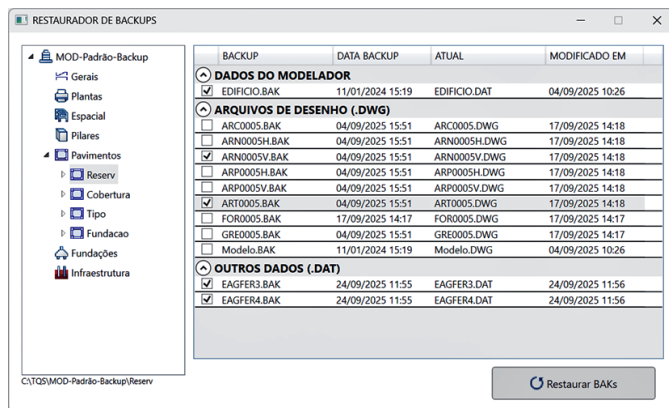 RESTAURADOR DE BACKUPS
MOD-Padrão-Backup
Gerais
Plantas
Espacial
Pilares
Pavimentos
Reserv
Cobertura
Tipo
Fundacao
Fundações
Infraestrutura
BACKUP DATA BACKUP ATUAL MODIFICADO EM
DADOS DO MODELADOR
EDIFICIO.BAK 11/01/2024 15:19 EDIFICIO.DAT 04/09/2025 10:26
ARQUIVOS DE DESENHO (.DWG)
ARC0005.BAK 04/09/2025 15:51 ARC0005.DWG 17/09/2025 14:18
ARN0005H.BAK 04/09/2025 15:51 ARN0005H.DWG 17/09/2025 14:18
ARN0005V.BAK 04/09/2025 15:51 ARN0005V.DWG 17/09/2025 14:18
ARP0005H.BAK 04/09/2025 15:51 ARP0005H.DWG 17/09/2025 14:18
ARP0005V.BAK 04/09/2025 15:51 ARP0005V.DWG 17/09/2025 14:18
ART0005.BAK 04/09/2025 15:51 ART0005.DWG 17/09/2025 14:18
FOR0005.BAK 17/09/2025 14:17 FOR0005.DWG 17/09/2025 14:17
GRE0005.BAK 04/09/2025 15:51 GRE0005.DWG 17/09/2025 14:17
Modelo.BAK 11/01/2024 15:19 Modelo.DWG 04/09/2025 10:26
OUTROS DADOS (.DAT)
EAGFER3.BAK 24/09/2025 11:55 EAGFER3.DAT 24/09/2025 11:56
EAGFER4.BAK 24/09/2025 11:55 EAGFER4.DAT 24/09/2025 11:56
C:\TQS\MOD-Padrão-Backup\Reserv
Restaurar BAKs